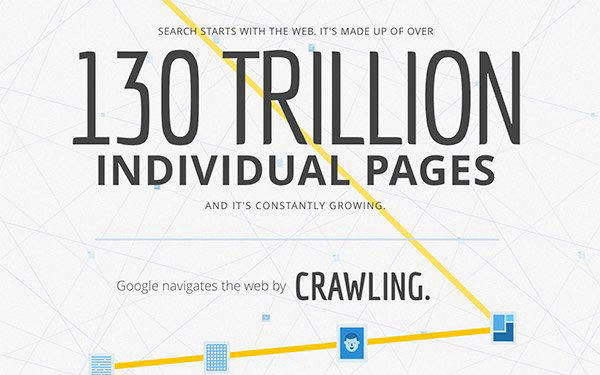 SEARCH STARTS WITH THE WEB. IT'S MADE UP OF OVER
130 TRILLION
INDIVIDUAL PAGES
AND IT'S CONSTANTLY GROWING.
Google navigates the web by CRAWLING.